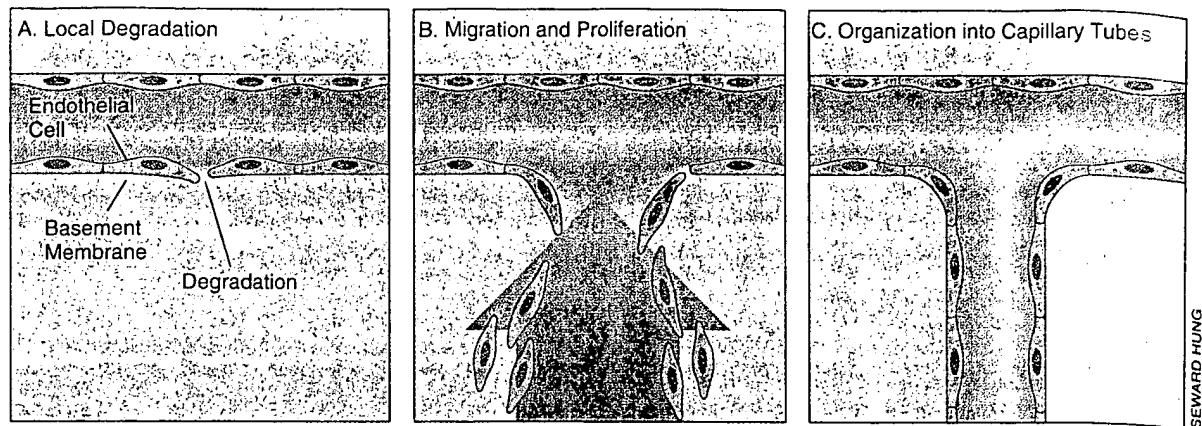 A. Local Degradation
Endothelial
Cell
Basement
Membrane
Degradation
B. Migration and Proliferation
C. Organization into Capillary Tubes
SEWARD HUNG